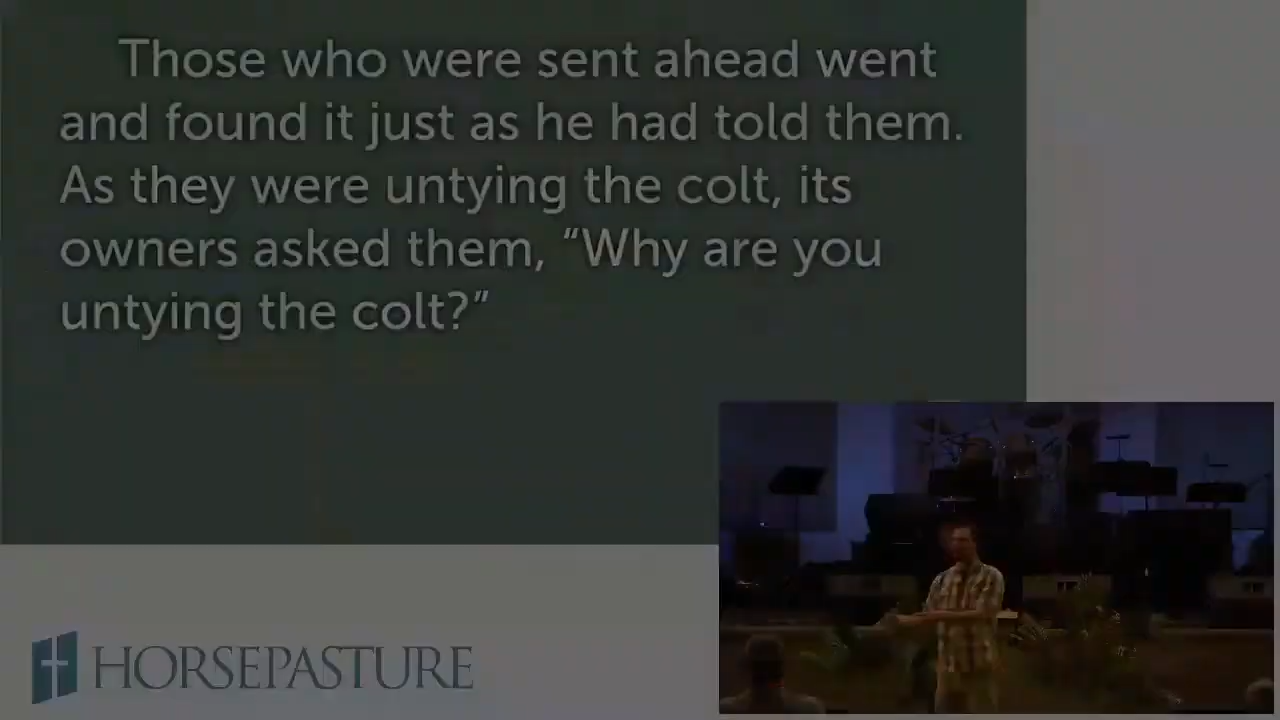 Those who were sent ahead went
and found it just as he had told them.
As they were untying the colt, its
owners asked them, “Why are you
untying the colt?”
HORSEPASTURE